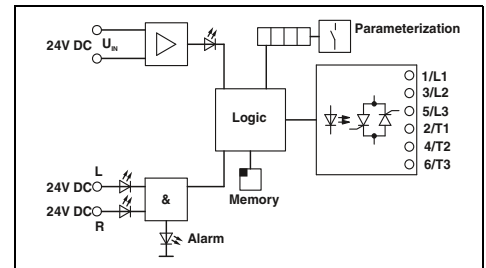 Parameterization
24V DC U_IN
1/L1
3/L2
5/L3
2/T1
4/T2
6/T3
Logic
L
24V DC
24V DC
R
&
Memory
Alarm